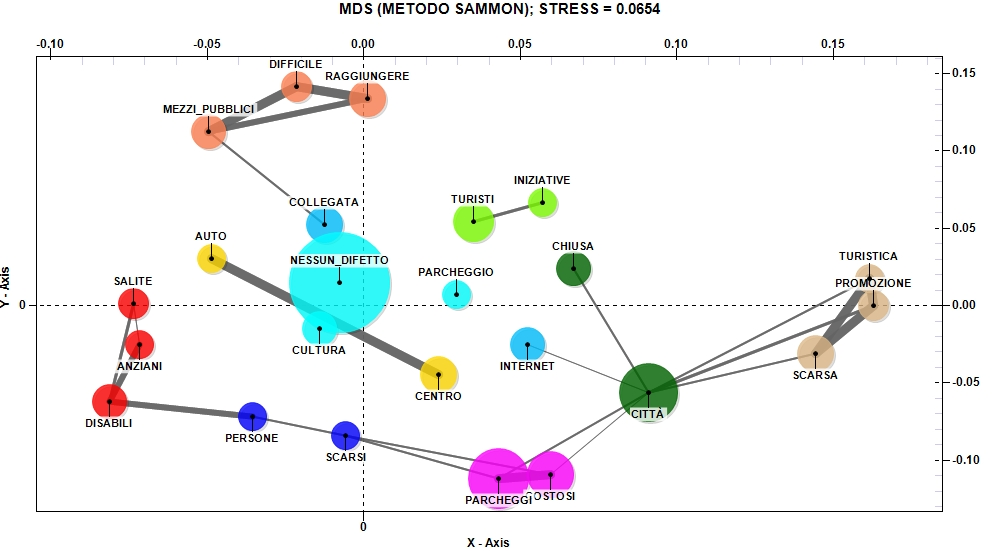 MDS (METODO SAMMON); STRESS = 0.0654
-0.10 -0.05 0.00 0.05 0.10 0.15
DIFFICILE
0.15
RAGGIUNGERE
MEZZI_PUBBLICI
0.10
INIZIATIVE
TURISTI
COLLEGATA
0.05
AUTO
CHIUSA
NESSUN_DIFETTO
TURISTICA
PARCHEGGIO
SALITE
PROMOZIONE
Y - Axis
0
0.00
CULTURA
ANZIANI
INTERNET
SCARSA
-0.05
CENTRO
CITTÀ
DISABILI
PERSONE
SCARSI
-0.10
PARCHEGGI
OSTOSI
0
X - Axis